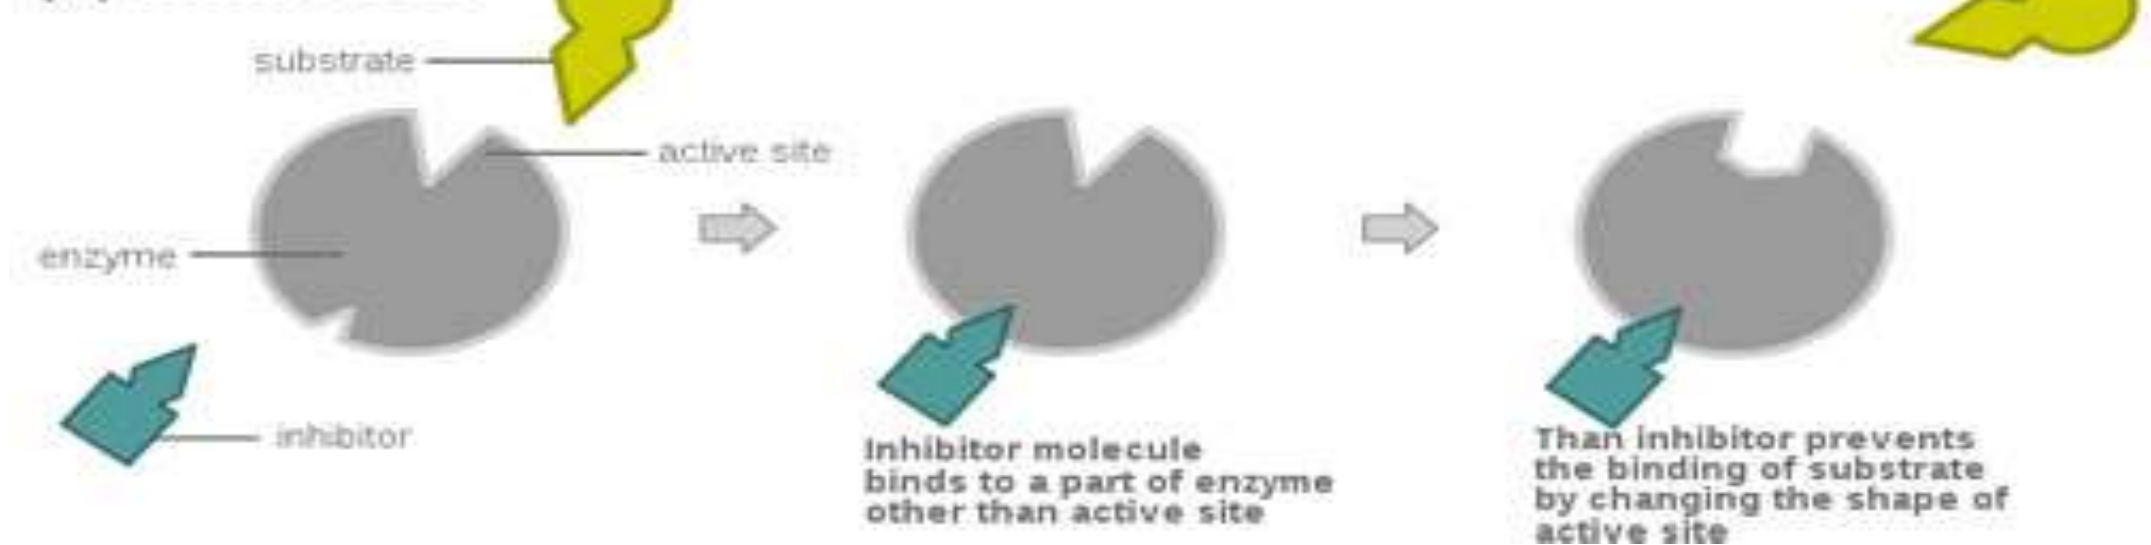 substrate
active site
enzyme
inhibitor
Inhibitor molecule
binds to a part of enzyme
other than active site
Than inhibitor prevents
the binding of substrate
by changing the shape of
active site